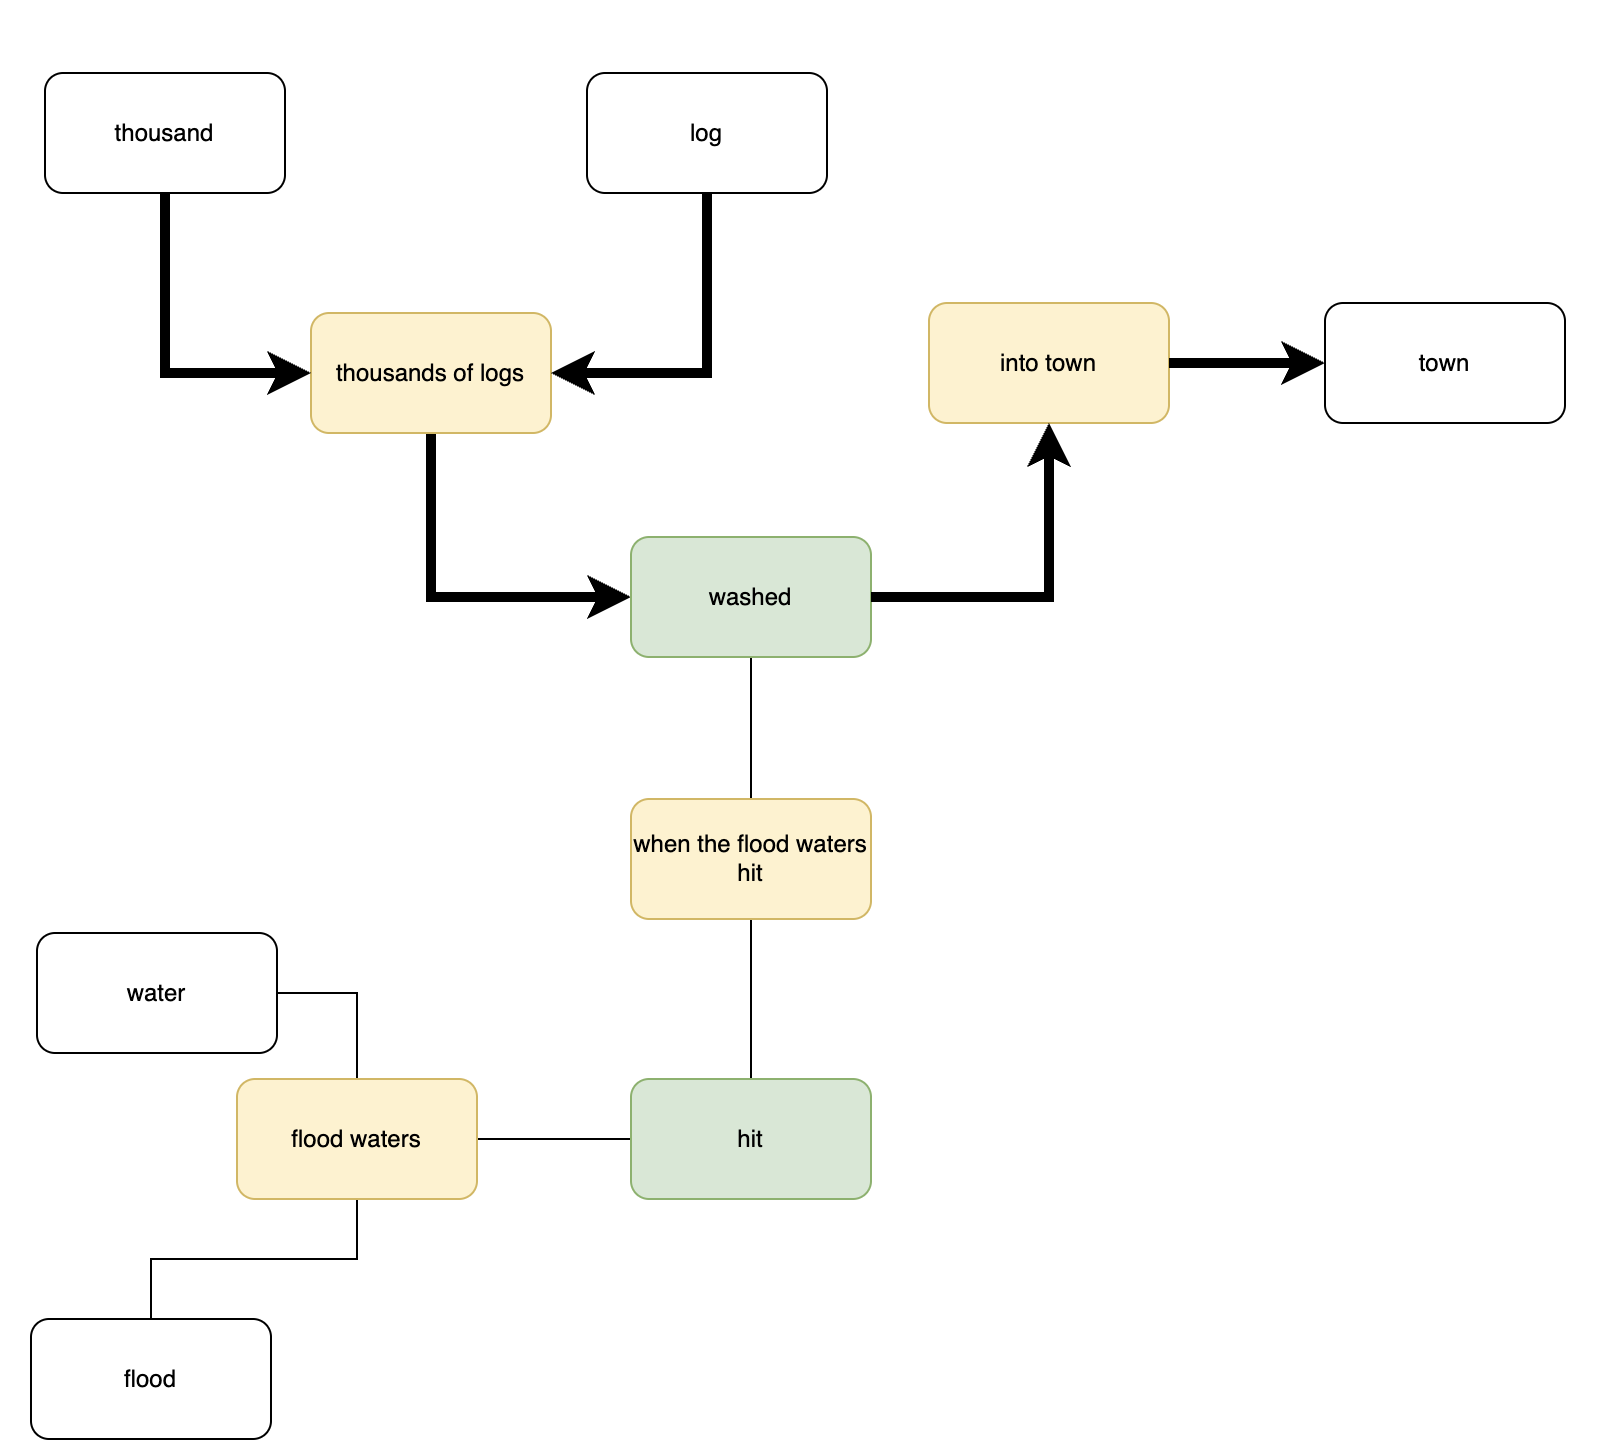 thousand
log
thousands of logs
into town
town
washed
when the flood waters
hit
water
flood waters
hit
flood